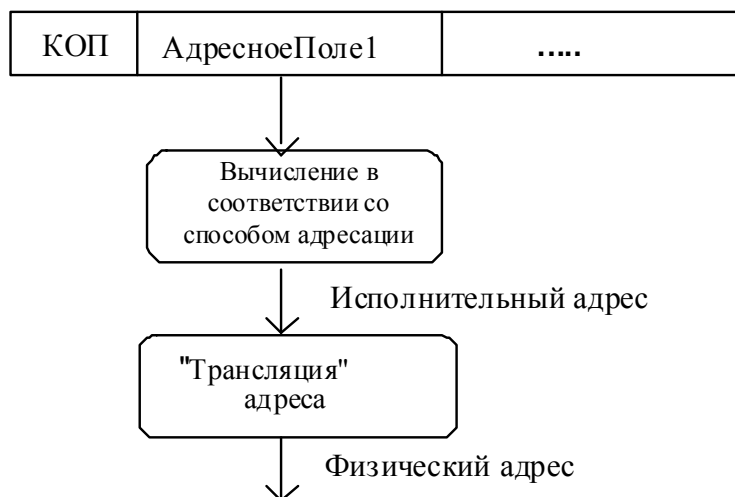 КОП АдресноеПоле1 .....
Вычисление в
соответствии со
способом адресации
Исполнительный адрес
"Трансляция"
адреса
Физический адрес